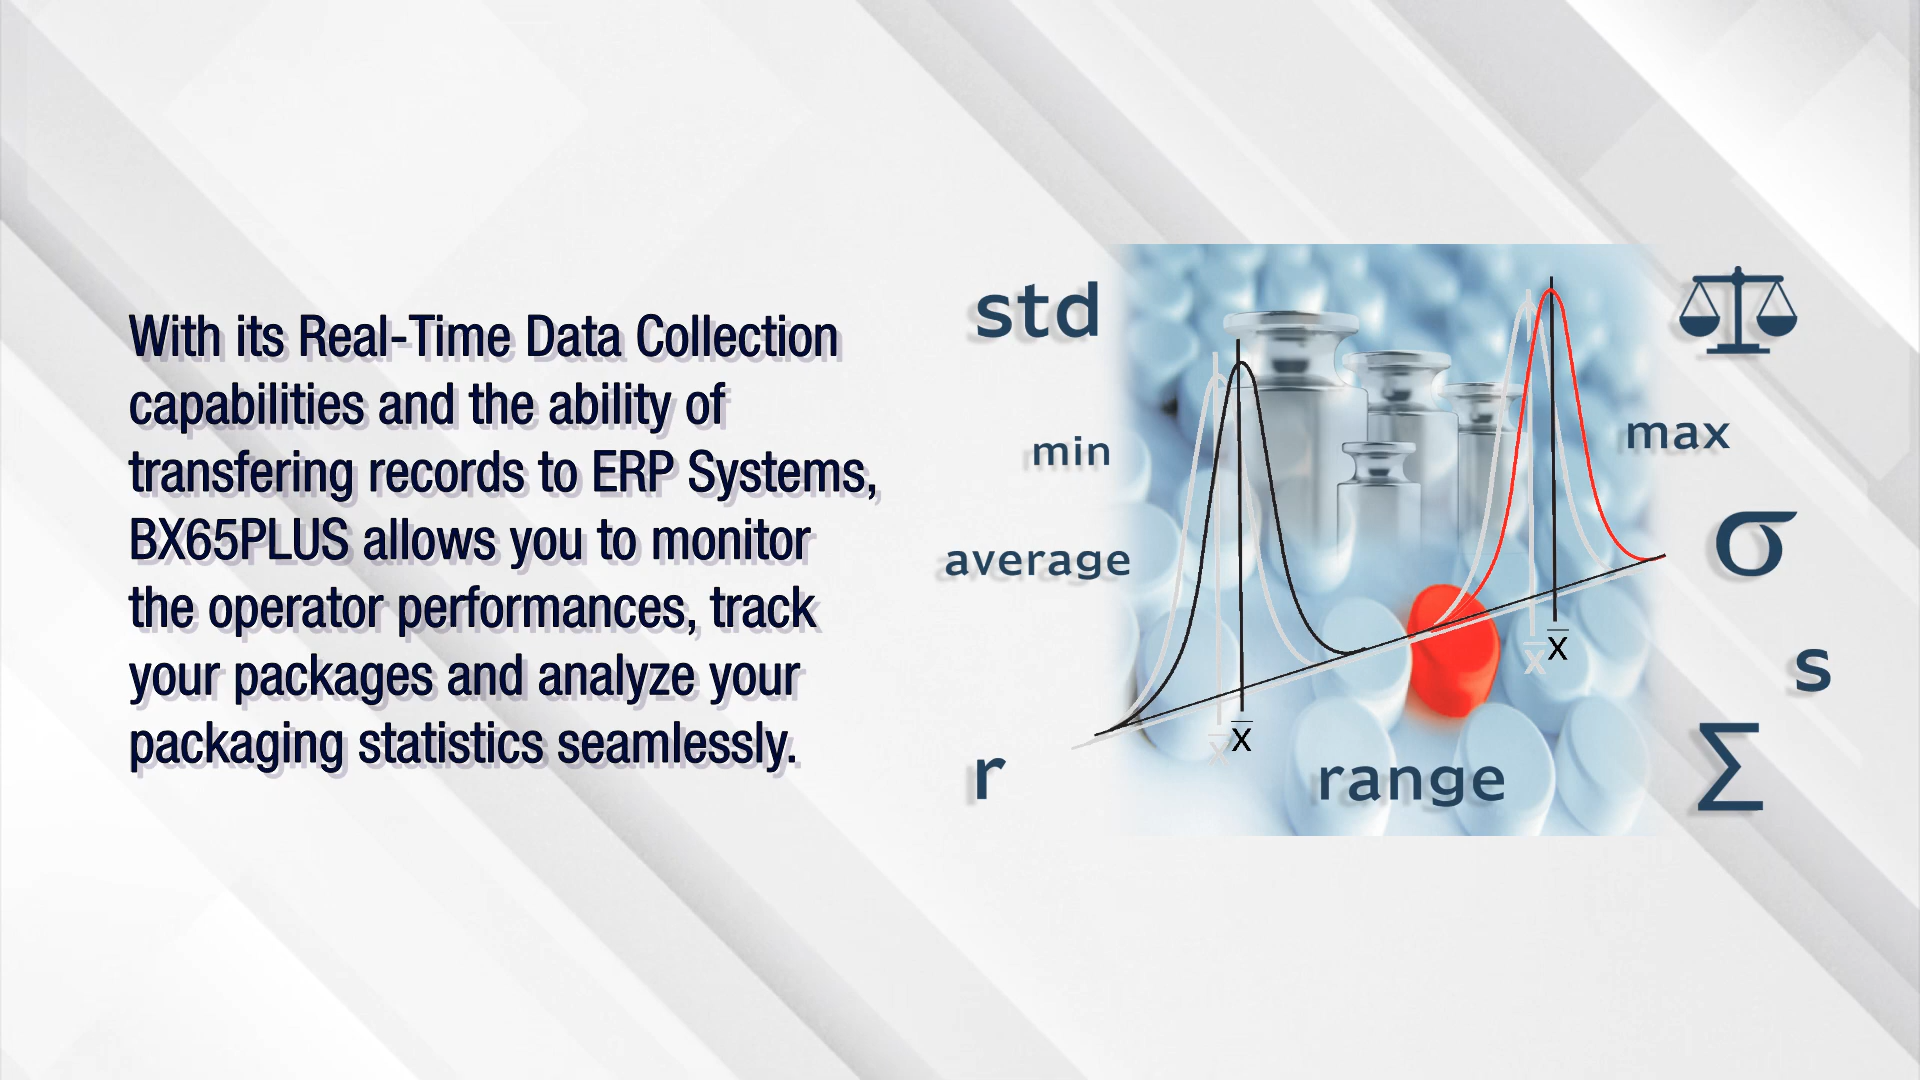 With its Real-Time Data Collection
capabilities and the ability of
transfering records to ERP Systems,
BX65PLUS allows you to monitor
the operator performances, track
your packages and analyze your
packaging statistics seamlessly.
std
min
max
average
σ
s
x̅
x̅
r
range
Σ